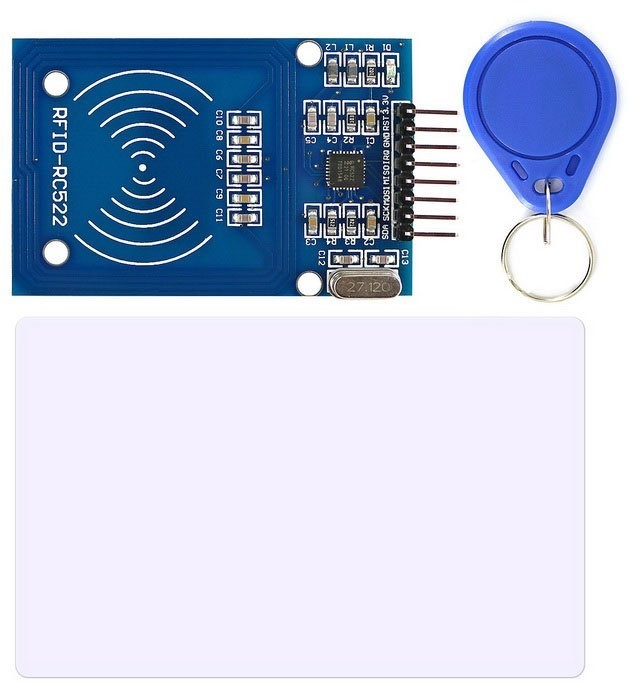 RFID-RC522
L2 L1 R1 D1
C10
C8
C6
C7
C9
C11
C5 C4 R2 C1
3.3V
RST
GND
IRQ
MISO
MOSI
SCK
SDA
C3 R4 R3 C2
C12 C13
27.120